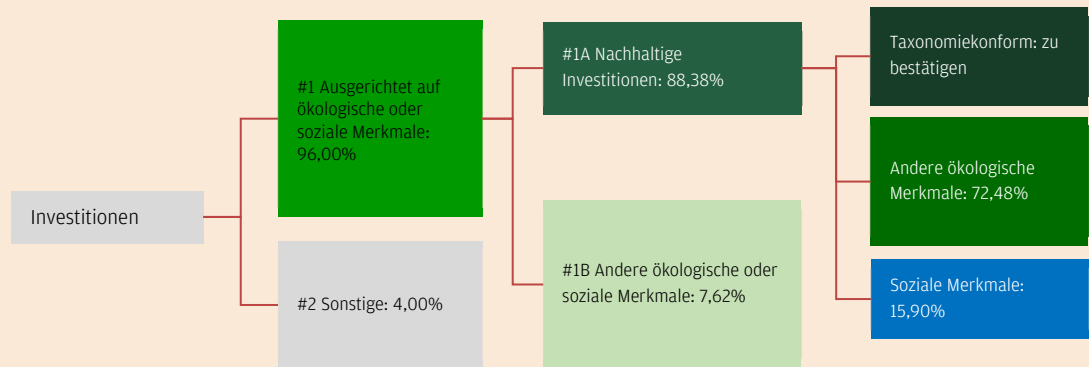 Investitionen
#1 Ausgerichtet auf
ökologische oder
soziale Merkmale:
96,00%
#2 Sonstige: 4,00%
#1A Nachhaltige
Investitionen: 88,38%
#1B Andere ökologische oder
soziale Merkmale: 7,62%
Taxonomiekonform: zu
bestätigen
Andere ökologische
Merkmale: 72,48%
Soziale Merkmale:
15,90%